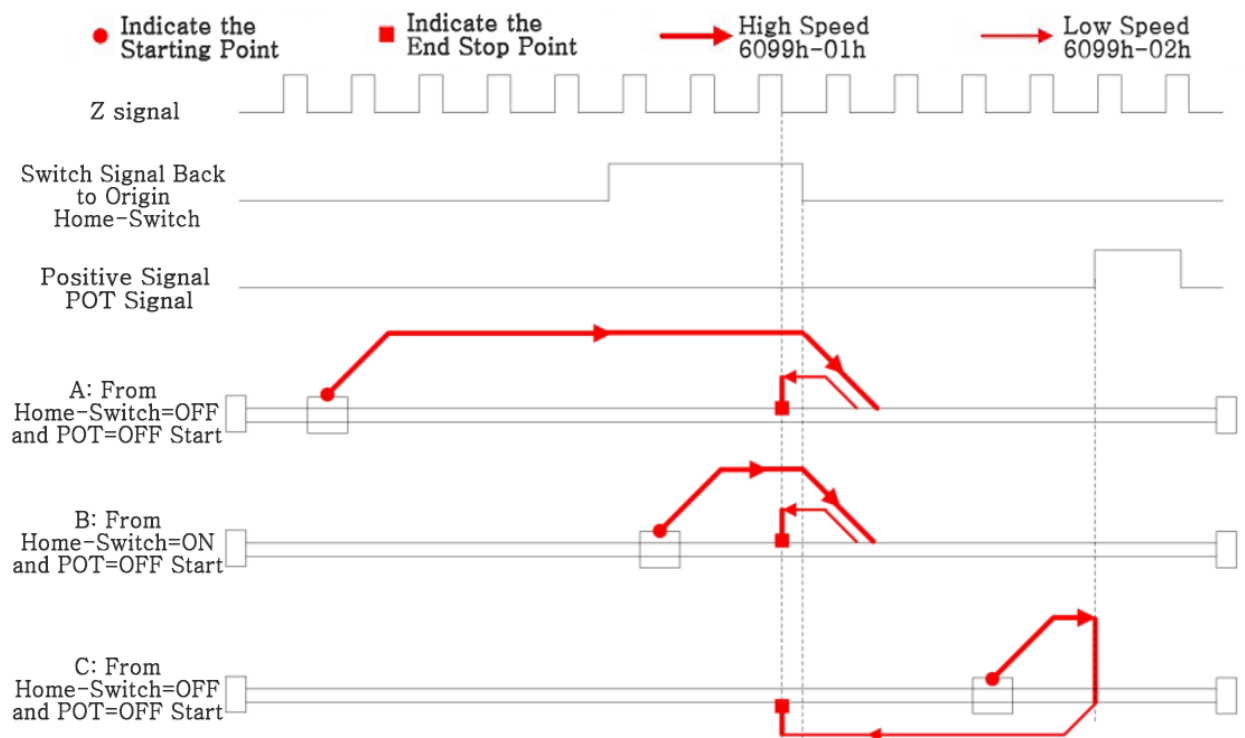 Indicate the
Starting Point
Indicate the
End Stop Point
High Speed
6099h-01h
Low Speed
6099h-02h
Z signal
Switch Signal Back
to Origin
Home-Switch
Positive Signal
POT Signal
A: From
Home-Switch=OFF
and POT=OFF Start
B: From
Home-Switch=ON
and POT=OFF Start
C: From
Home-Switch=OFF
and POT=OFF Start